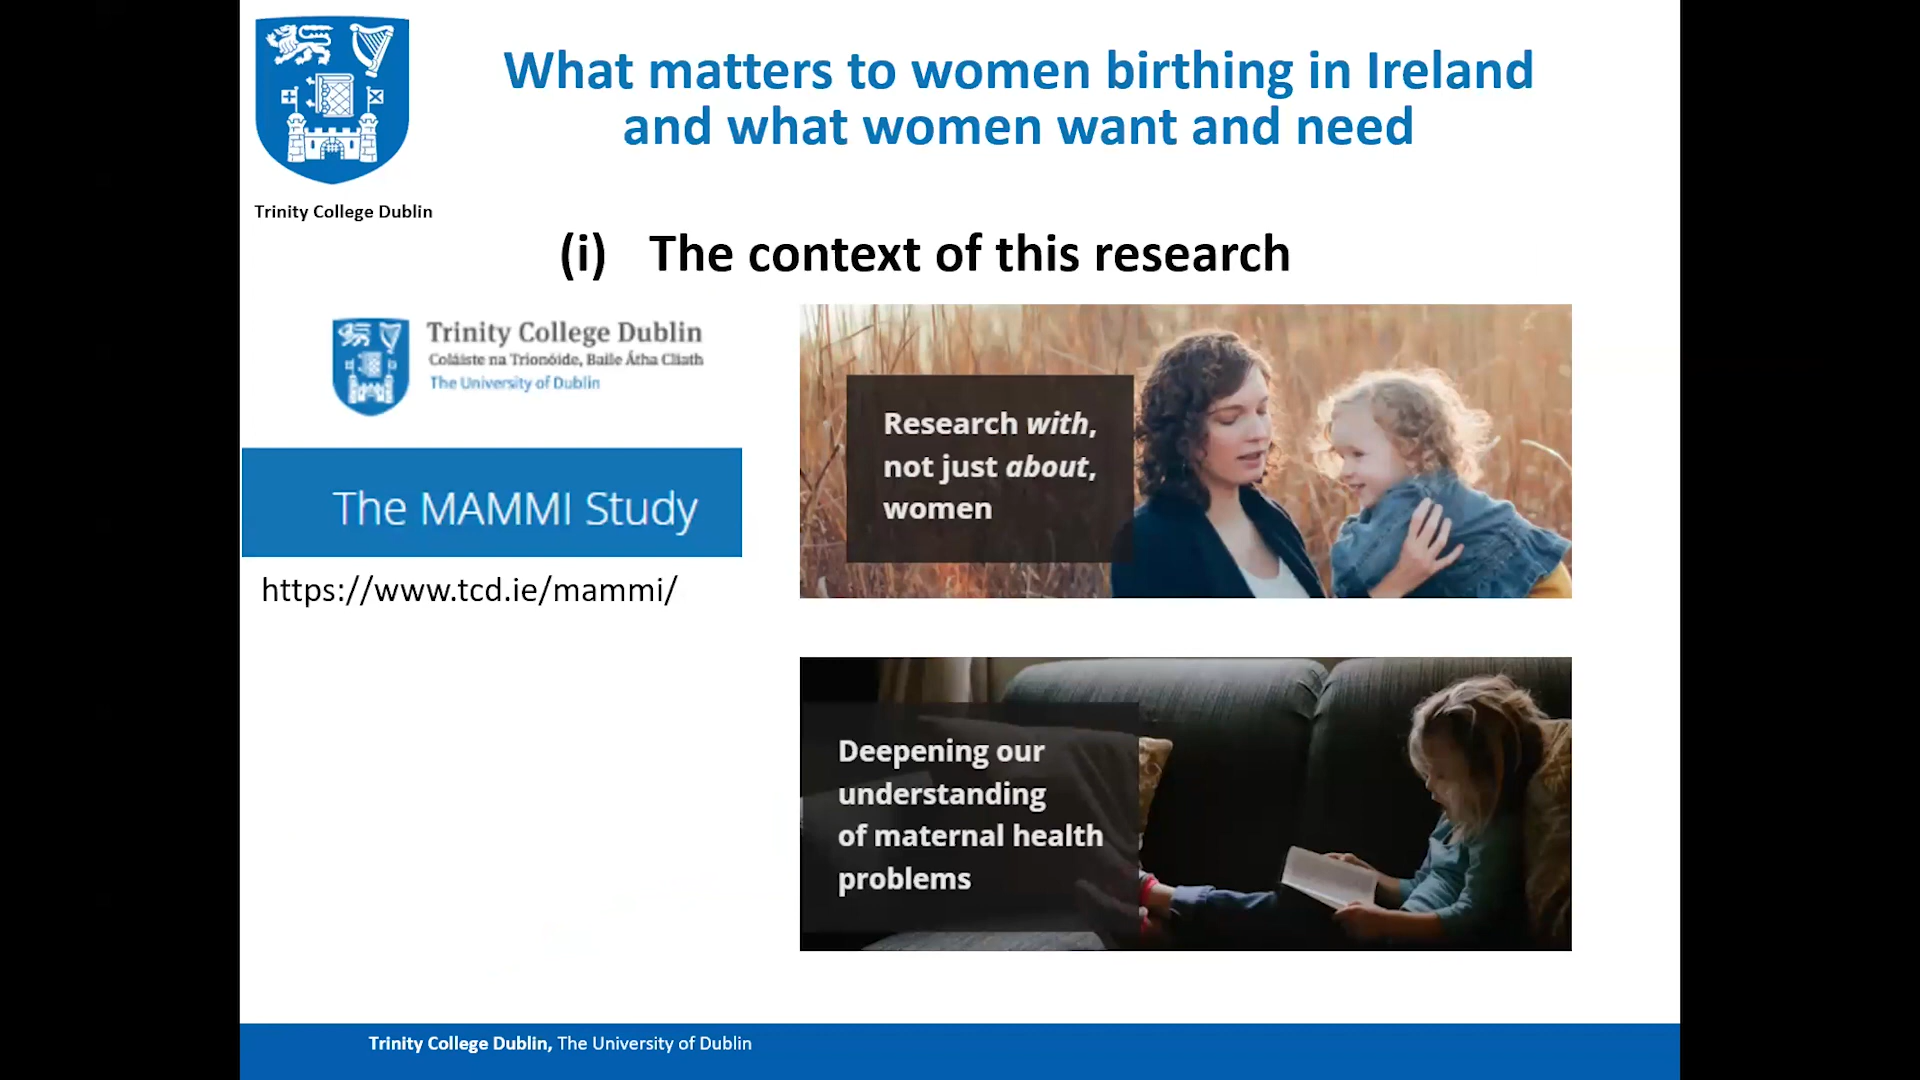 What matters to women birthing in Ireland
and what women want and need
Trinity College Dublin
(i) The context of this research
Trinity College Dublin
Coláiste na Tríonóide, Baile Átha Cliath
The University of Dublin
The MAMMI Study
https://www.tcd.ie/mammi/
Research with,
not just about,
women
Deepening our
understanding
of maternal health
problems
Trinity College Dublin, The University of Dublin